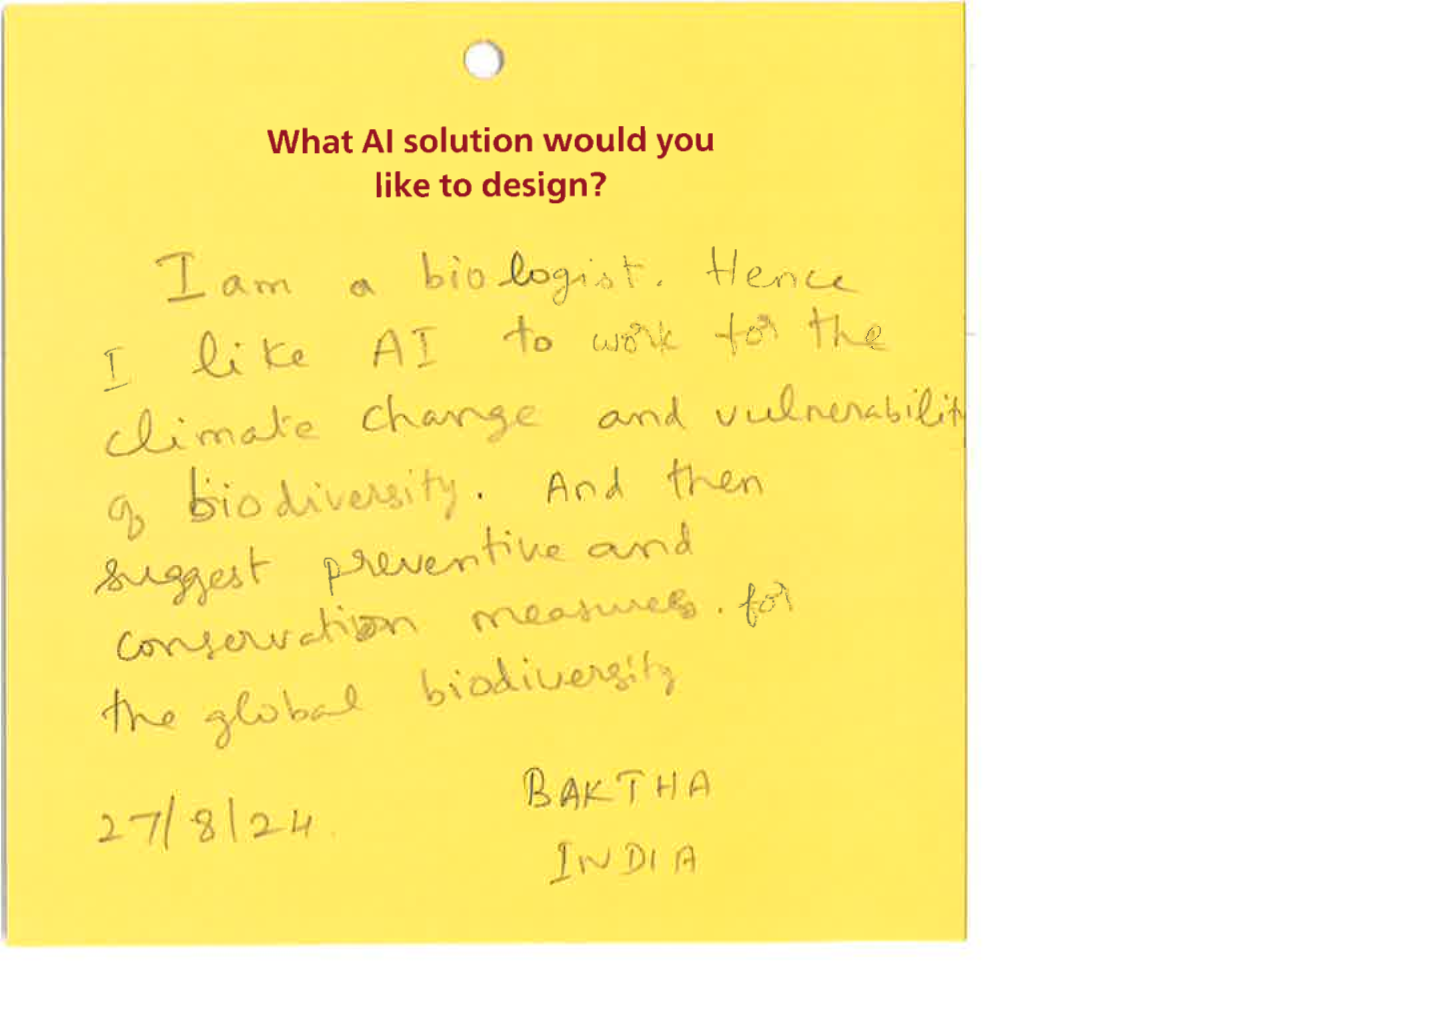 What AI solution would you
like to design?
I am a biologist. Hence
I like AI to work for the
climate change and vulnerability
of biodiversity. And then
suggest preventive and
conservation measures. for
the global biodiversity
27/8/24.
BAKTHA
INDIA